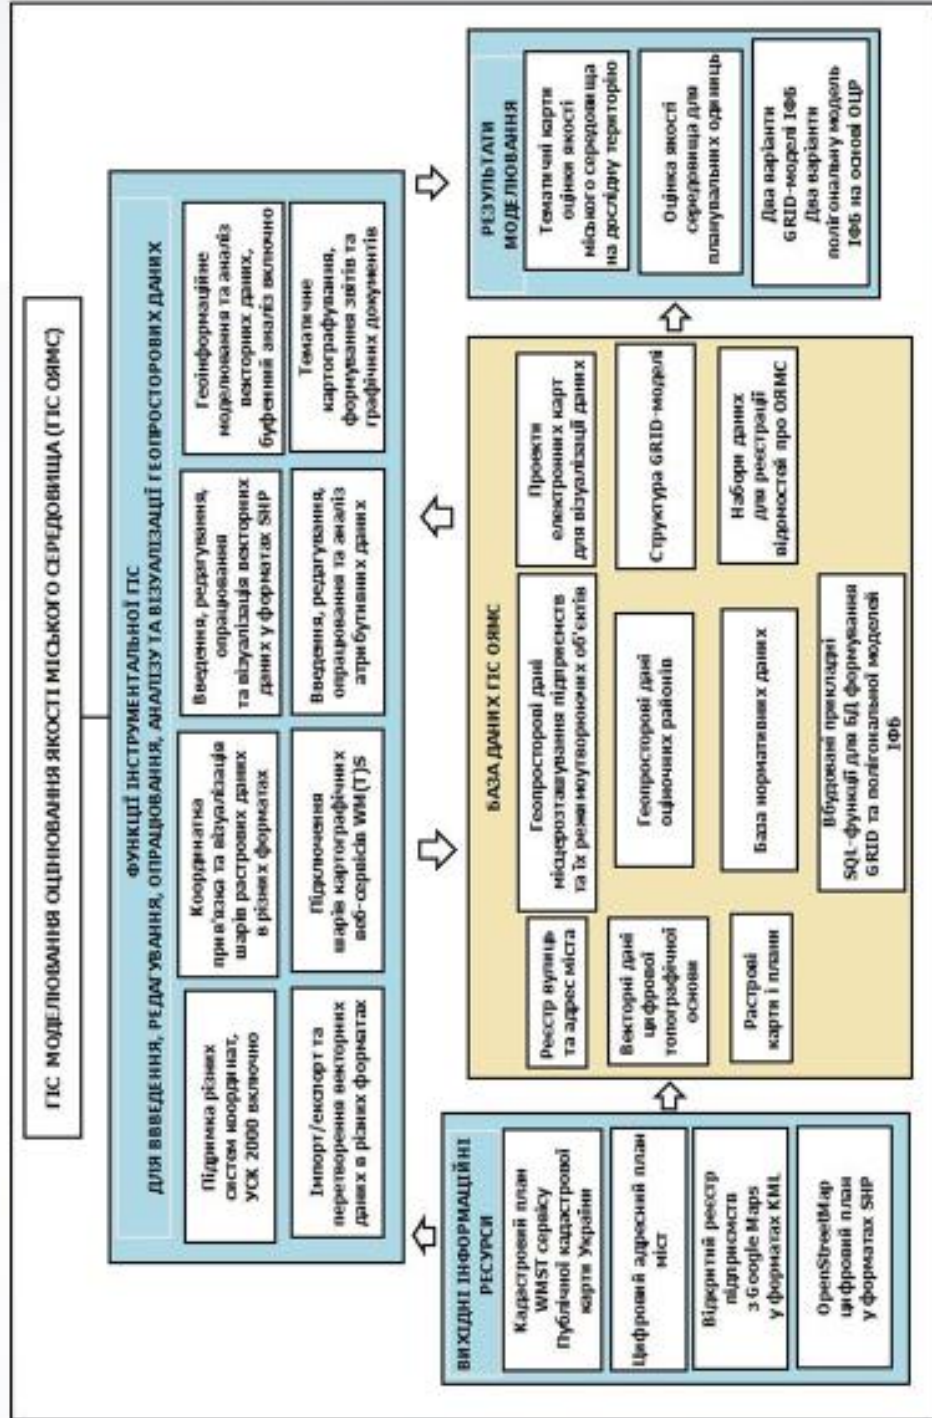 ГІС МОДЕЛЮВАННЯ ОЦІНЮВАННЯ ЯКОСТІ МІСЬКОГО СЕРЕДОВИЩА (ГІС ОЯМС)
ФУНКЦІЇ ІНСТРУМЕНТАЛЬНОЇ ГІС
ДЛЯ ВВВЕДЕННЯ, РЕДАГУВАННЯ, ОПРАЦЮВАННЯ, АНАЛІЗУ ТА ВІЗУАЛІЗАЦІЇ ГЕОПРОСТОРОВИХ ДАНИХ
Підримка різних
систем координат,
УСК 2000 включно
Координатна
прив'язка та візуалізація
шарів растрових даних
в різних форматах
Введення, редагування,
опрацювання
та візуалізація векторних
даних у форматах SHP
Геоінформаційне
моделювання та аналіз
векторних даних,
буфенний аналіз включно
Імпорт/експорт та
перетворення векторних
даних в різних форматах
Підключення
шарів картографічних
веб-сервісів WM(T)S
Введення, редагування,
опрацювання та аналіз
атрибутивних даних
Тематичне
картографування,
формування звітів та
графічних документів
ВИХІДНІ ІНФОРМАЦІЙНІ
РЕСУРСИ
Кадастровий план
WMST сервісу
Публічної кадастрової
карти України
Цифровий адресний план
міст
Відкритий реєстр
підприємств
з Google Maps
у форматах KML
OpenStreetMap
цифровий план
у форматах SHP
БАЗА ДАНИХ ГІС ОЯМС
Реєстр вулиць
та адрес міста
Геопросторові дані
місцерозташування підприємств
та їх режимоутворюючих об'єктів
Проекти
електронних карт
для візуалізації даних
Векторні дані
цифрової
топографічної
основи
Геопросторові дані
оціночних районів
Структура GRID-моделі
Растрові
карти і плани
База нормативних даних
Набори даних
для реєстрації
відомостей про ОЯМС
Вбудовані прикладні
SQL-функції для БД формування
GRID та полігональної моделей
ІФБ
РЕЗУЛЬТАТИ
МОДЕЛЮВАННЯ
Тематичні карти
оцінки якості
міського середовища
на дослідну територію
Оцінка якості
середовища для
планувальних одиниць
Два варіанти
GRID-моделі ІФБ
Два варіанти
полігональну модель
ІФБ на основі ОЦР